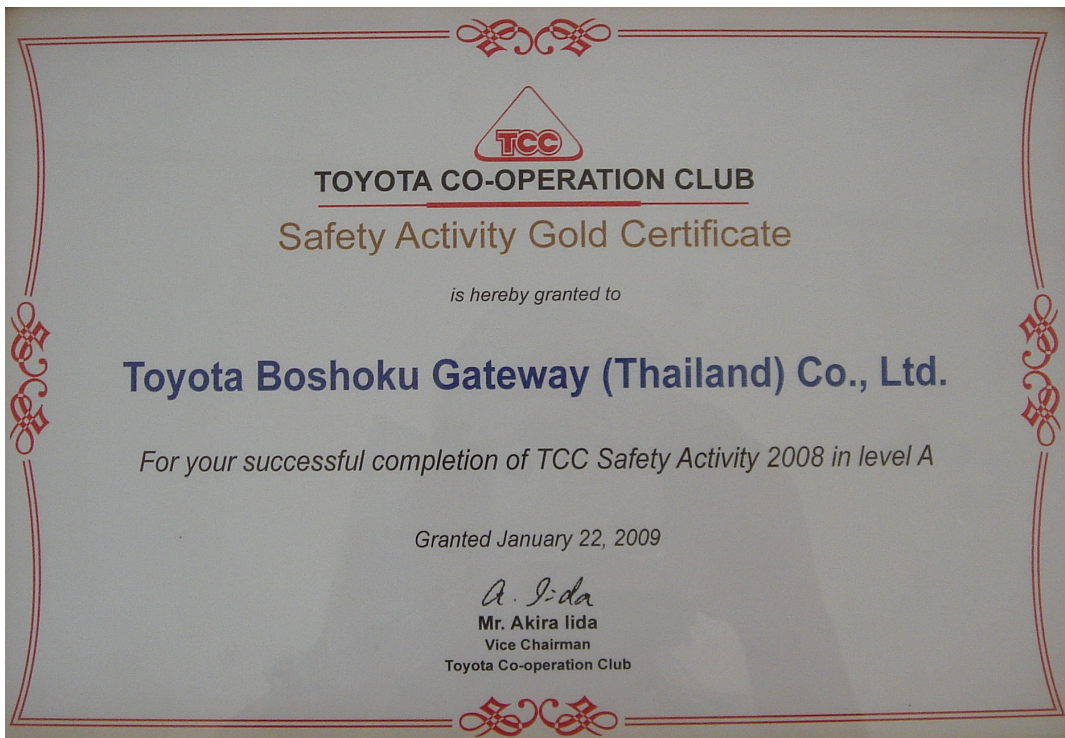 TCC
TOYOTA CO-OPERATION CLUB
Safety Activity Gold Certificate
is hereby granted to
Toyota Boshoku Gateway (Thailand) Co., Ltd.
For your successful completion of TCC Safety Activity 2008 in level A
Granted January 22, 2009
A. Iida
Mr. Akira Iida
Vice Chairman
Toyota Co-operation Club